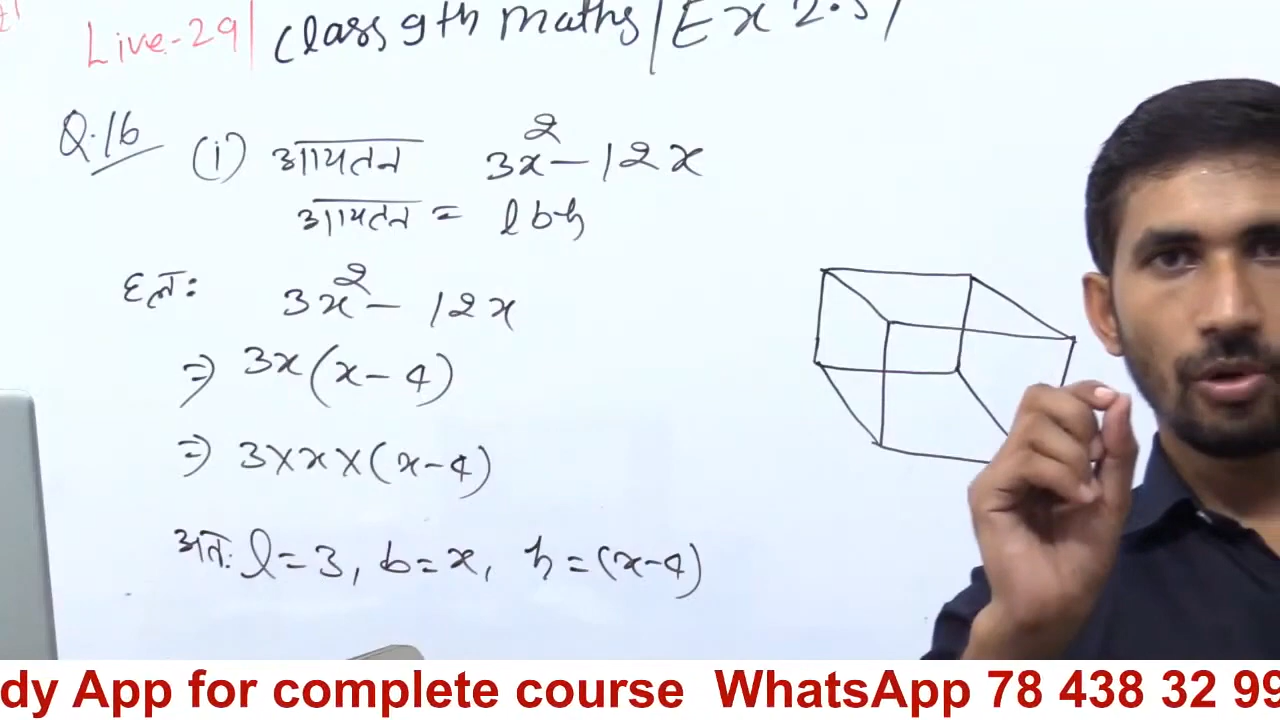 Live-29| Class 9th maths/Ex 2.5/
Q.16 (i) आयतन 3x² - 12x
आयतन = lbh
हल: 3x² - 12x
⇒ 3x(x-4)
⇒ 3×x×(x-4)
अत: l=3, b=x, h=(x-4)
dy App for complete course WhatsApp 78 438 32 99